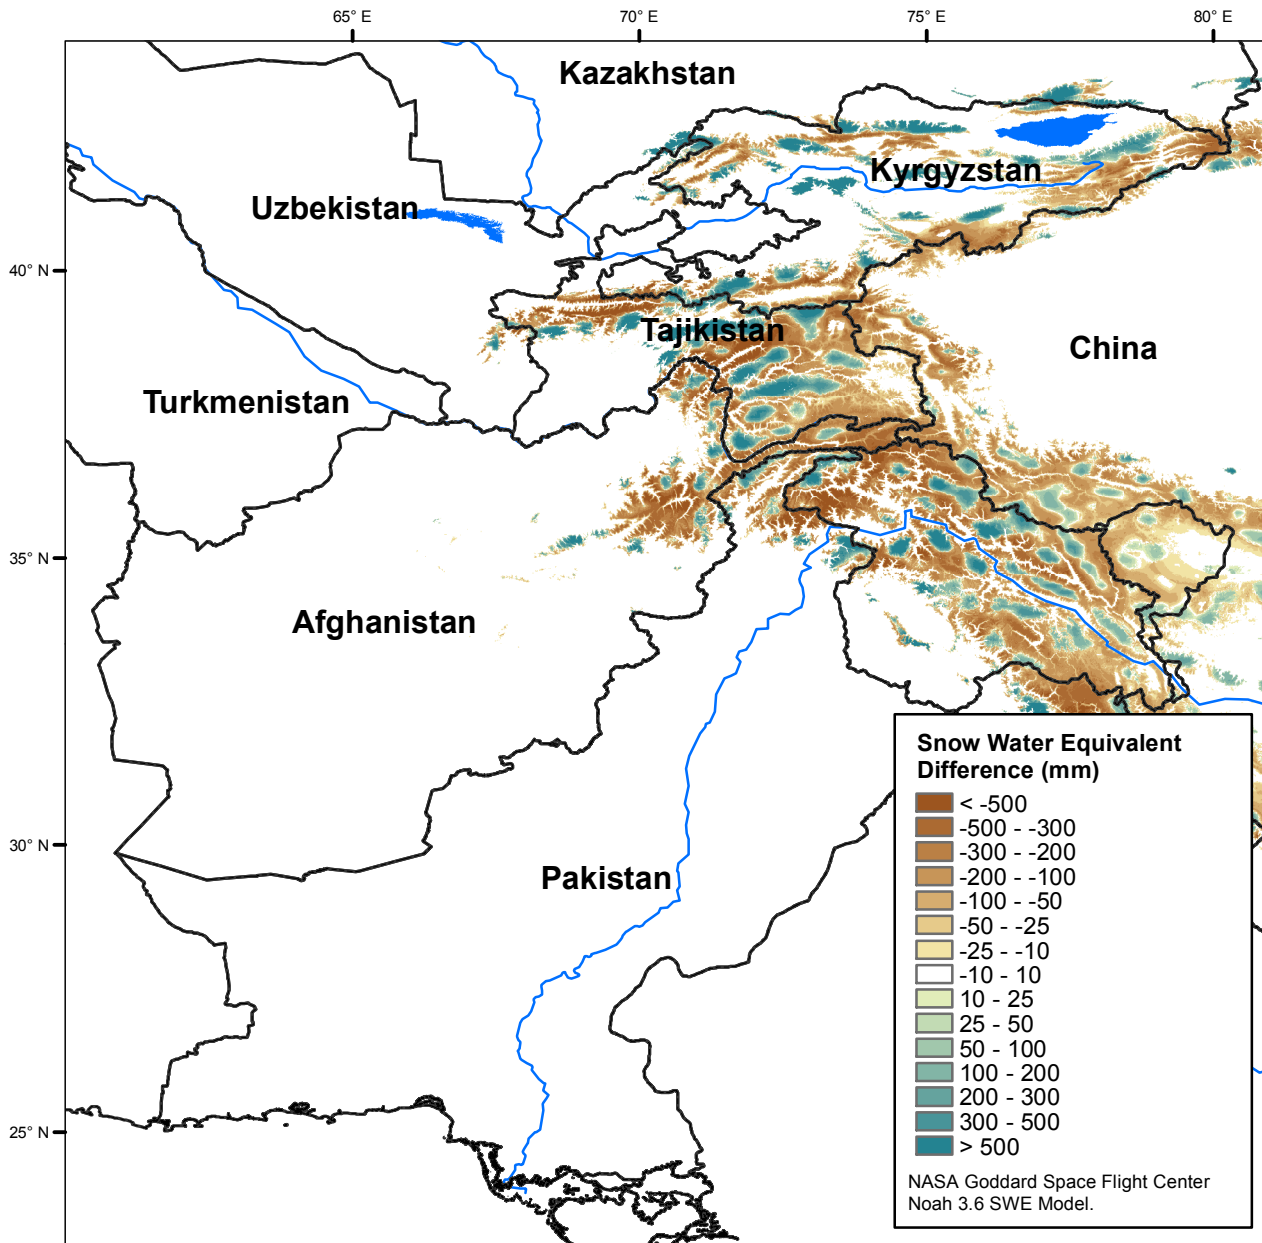 65° E
70° E
75° E
80° E
Kazakhstan
Kyrgyzstan
Uzbekistan
40° N
Tajikistan
China
Turkmenistan
35° N
Afghanistan
Snow Water Equivalent
Difference (mm)
< -500
-500 - -300
-300 - -200
-200 - -100
-100 - -50
-50 - -25
-25 - -10
-10 - 10
10 - 25
25 - 50
50 - 100
100 - 200
200 - 300
300 - 500
> 500
NASA Goddard Space Flight Center
Noah 3.6 SWE Model.
30° N
Pakistan
25° N